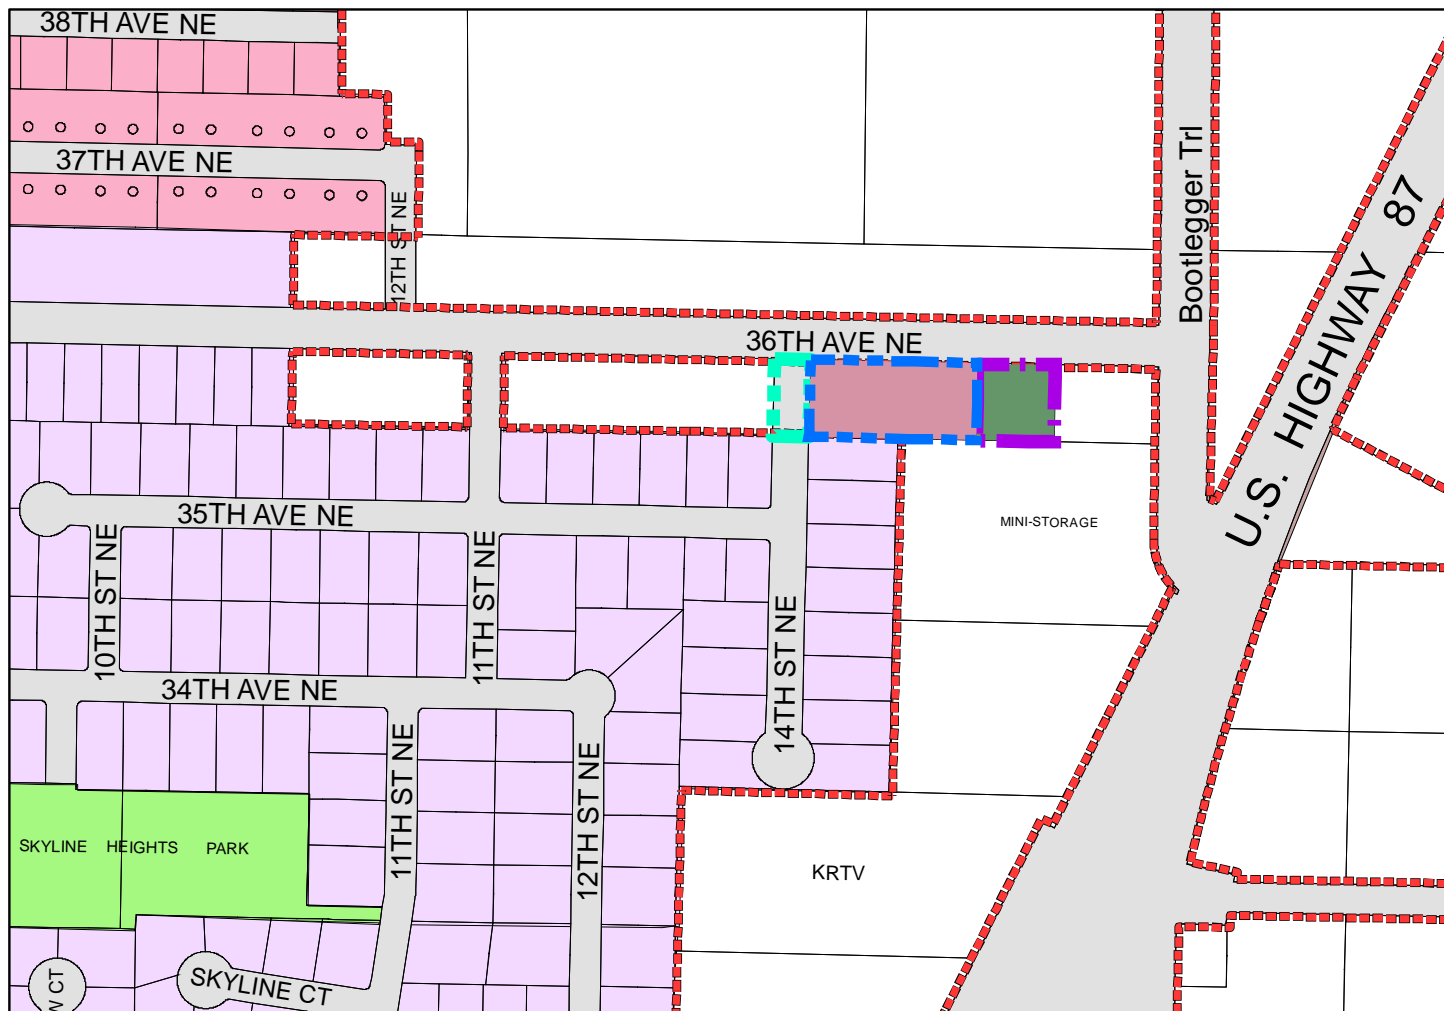 38TH AVE NE
37TH AVE NE
12TH ST NE
Bootlegger Trl
U.S. HIGHWAY 87
36TH AVE NE
35TH AVE NE
MINI-STORAGE
10TH ST NE
11TH ST NE
14TH ST NE
34TH AVE NE
11TH ST NE
12TH ST NE
SKYLINE HEIGHTS PARK
KRTV
SKYLINE CT
CT